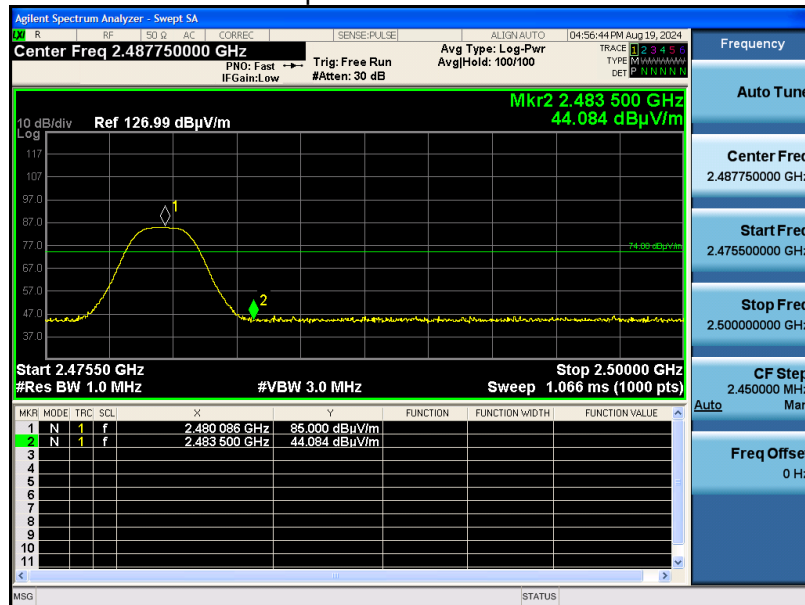 Agilent Spectrum Analyzer - Swept SA
LXI R RF 50 Ω AC CORREC SENSE:PULSE ALIGN AUTO 04:56:44 PM Aug 19, 2024
Center Freq 2.487750000 GHz
PNO: Fast
IFGain:Low
Trig: Free Run
#Atten: 30 dB
Avg Type: Log-Pwr
Avg|Hold: 100/100
TRACE 1 2 3 4 5 6
TYPE M WWWWW
DET P N N N N N
Mkr2 2.483 500 GHz
44.084 dBµV/m
10 dB/div Ref 126.99 dBµV/m
Log
117
107
97.0
87.0
77.0
67.0
57.0
47.0
37.0
1
74.00 dBµV/m
2
Start 2.47550 GHz Stop 2.50000 GHz
#Res BW 1.0 MHz #VBW 3.0 MHz Sweep 1.066 ms (1000 pts)
MKR MODE TRC SCL X Y FUNCTION FUNCTION WIDTH FUNCTION VALUE
1 N 1 f 2.480 086 GHz 85.000 dBµV/m
2 N 1 f 2.483 500 GHz 44.084 dBµV/m
3
4
5
6
7
8
9
10
11
MSG STATUS
Frequency
Auto Tune
Center Freq
2.487750000 GHz
Start Freq
2.475500000 GHz
Stop Freq
2.500000000 GHz
CF Step
2.450000 MHz
Auto Man
Freq Offset
0 Hz